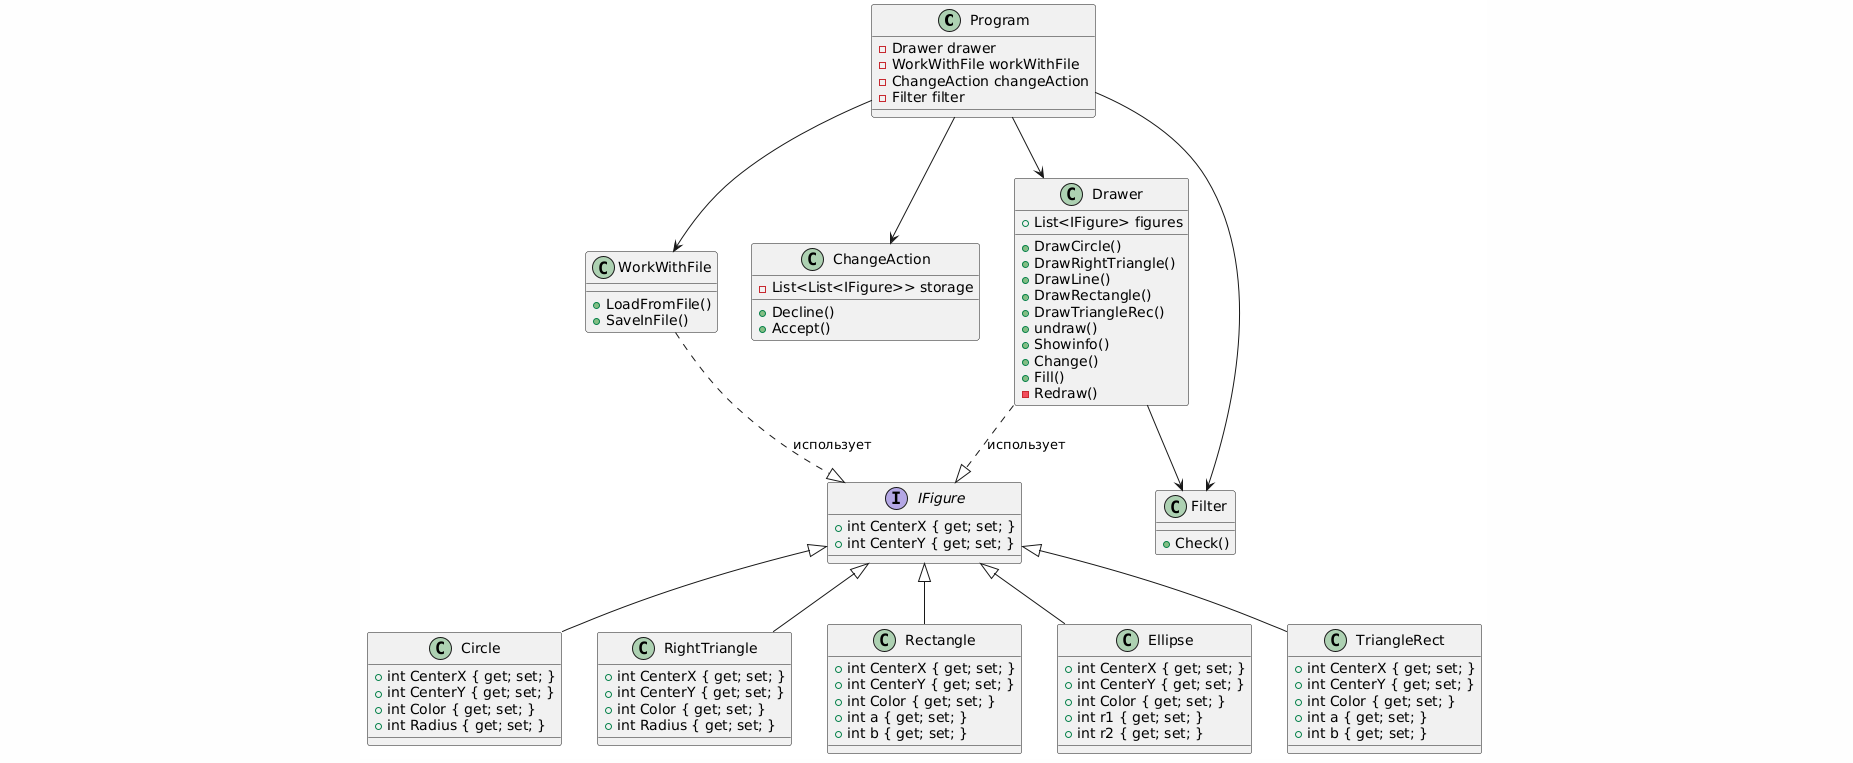 C Program
Drawer drawer
WorkWithFile workWithFile
ChangeAction changeAction
Filter filter
C WorkWithFile
LoadFromFile()
SaveInFile()
C ChangeAction
List<List<IFigure>> storage
Decline()
Accept()
C Drawer
List<IFigure> figures
DrawCircle()
DrawRightTriangle()
DrawLine()
DrawRectangle()
DrawTriangleRec()
undraw()
Showinfo()
Change()
Fill()
Redraw()
использует
использует
I IFigure
int CenterX { get; set; }
int CenterY { get; set; }
C Filter
Check()
C Circle
int CenterX { get; set; }
int CenterY { get; set; }
int Color { get; set; }
int Radius { get; set; }
C RightTriangle
int CenterX { get; set; }
int CenterY { get; set; }
int Color { get; set; }
int Radius { get; set; }
C Rectangle
int CenterX { get; set; }
int CenterY { get; set; }
int Color { get; set; }
int a { get; set; }
int b { get; set; }
C Ellipse
int CenterX { get; set; }
int CenterY { get; set; }
int Color { get; set; }
int r1 { get; set; }
int r2 { get; set; }
C TriangleRect
int CenterX { get; set; }
int CenterY { get; set; }
int Color { get; set; }
int a { get; set; }
int b { get; set; }